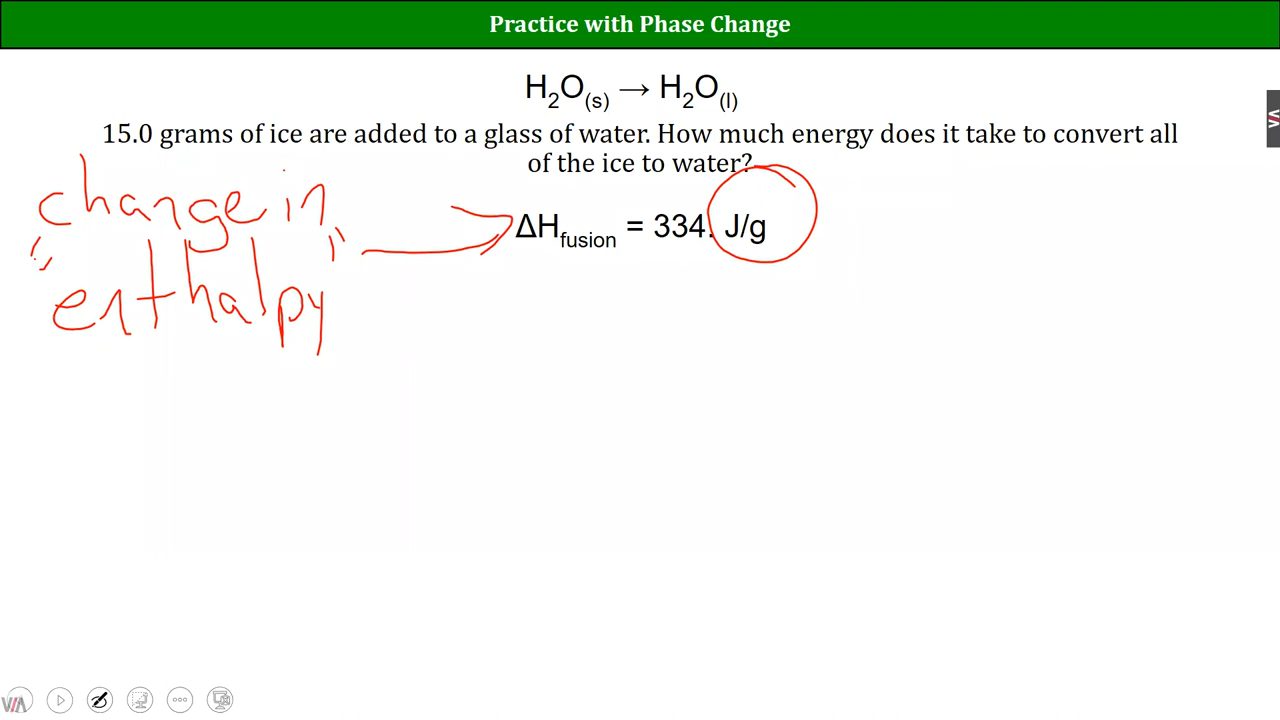 Practice with Phase Change
H₂O₍s₎ → H₂O₍l₎
15.0 grams of ice are added to a glass of water. How much energy does it take to convert all
of the ice to water?
ΔHfusion = 334. J/g
change in
"enthalpy"
VIA